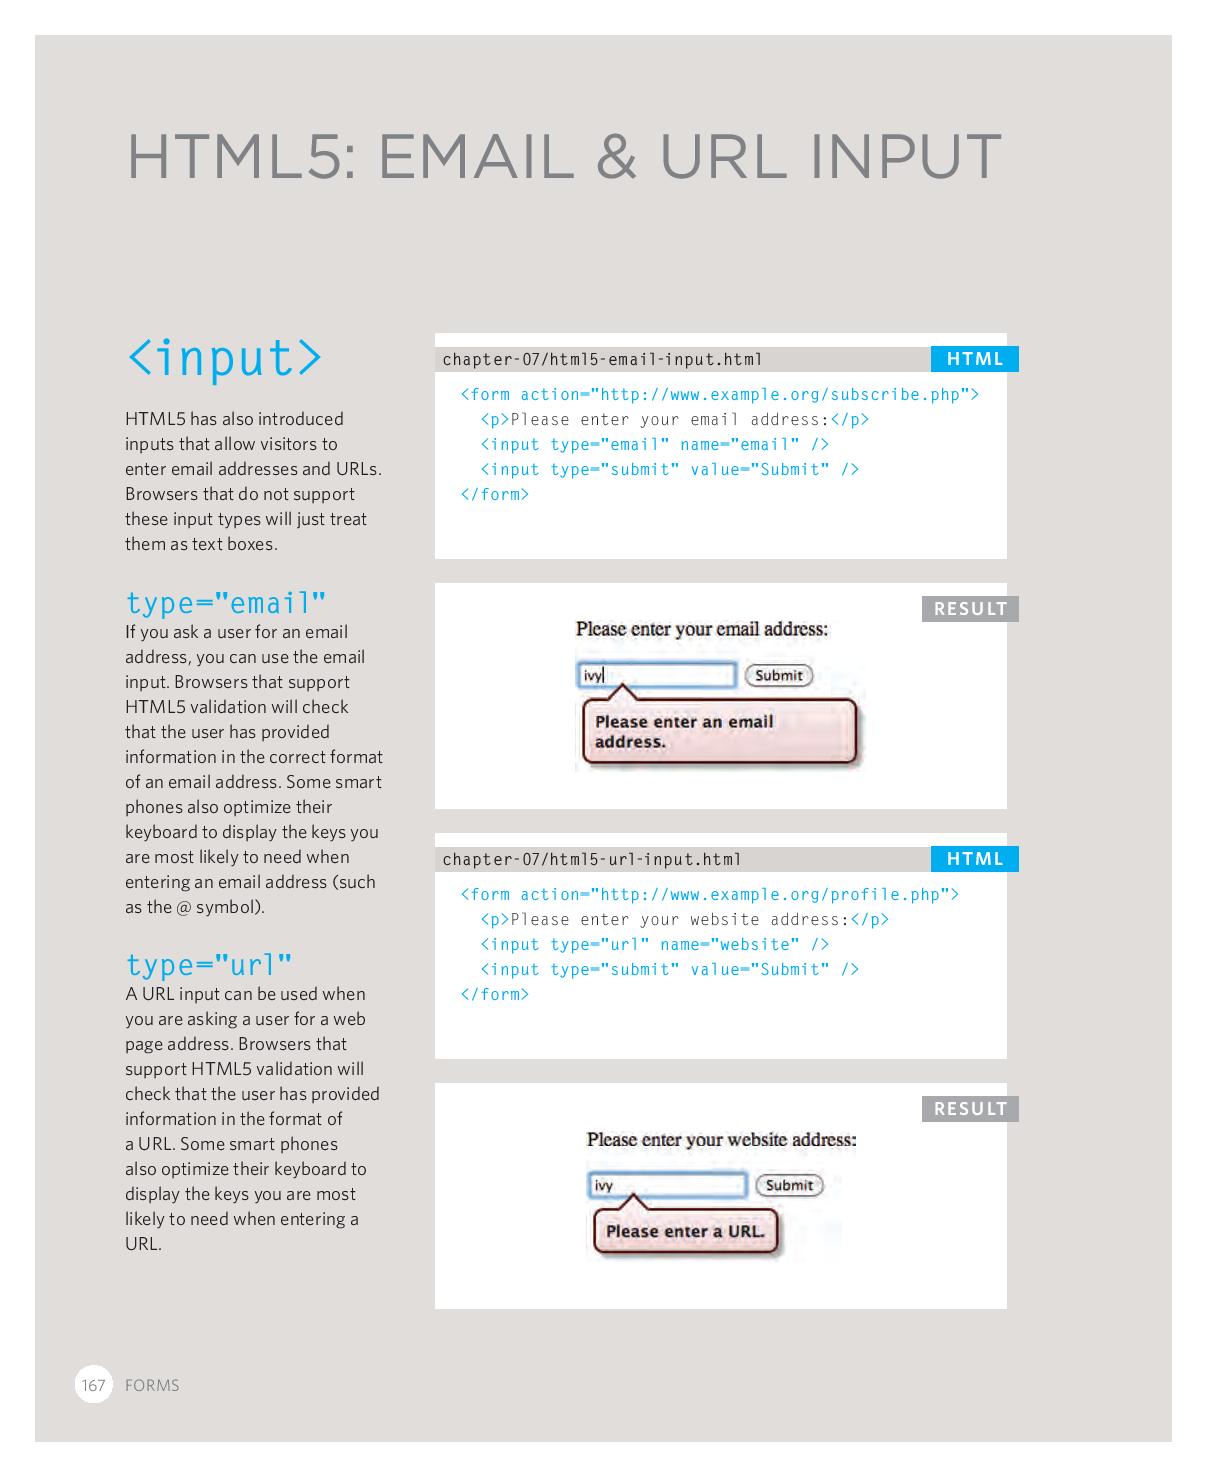 HTML5: EMAIL & URL INPUT
<input>
HTML5 has also introduced
inputs that allow visitors to
enter email addresses and URLs.
Browsers that do not support
these input types will just treat
them as text boxes.
type="email"
If you ask a user for an email
address, you can use the email
input. Browsers that support
HTML5 validation will check
that the user has provided
information in the correct format
of an email address. Some smart
phones also optimize their
keyboard to display the keys you
are most likely to need when
entering an email address (such
as the @ symbol).
type="url"
A URL input can be used when
you are asking a user for a web
page address. Browsers that
support HTML5 validation will
check that the user has provided
information in the format of
a URL. Some smart phones
also optimize their keyboard to
display the keys you are most
likely to need when entering a
URL.
chapter-07/html5-email-input.html HTML
<form action="http://www.example.org/subscribe.php">
<p>Please enter your email address:</p>
<input type="email" name="email" />
<input type="submit" value="Submit" />
</form>
RESULT
Please enter your email address:
ivy Submit
Please enter an email
address.
chapter-07/html5-url-input.html HTML
<form action="http://www.example.org/profile.php">
<p>Please enter your website address:</p>
<input type="url" name="website" />
<input type="submit" value="Submit" />
</form>
RESULT
Please enter your website address:
ivy Submit
Please enter a URL.
167 FORMS